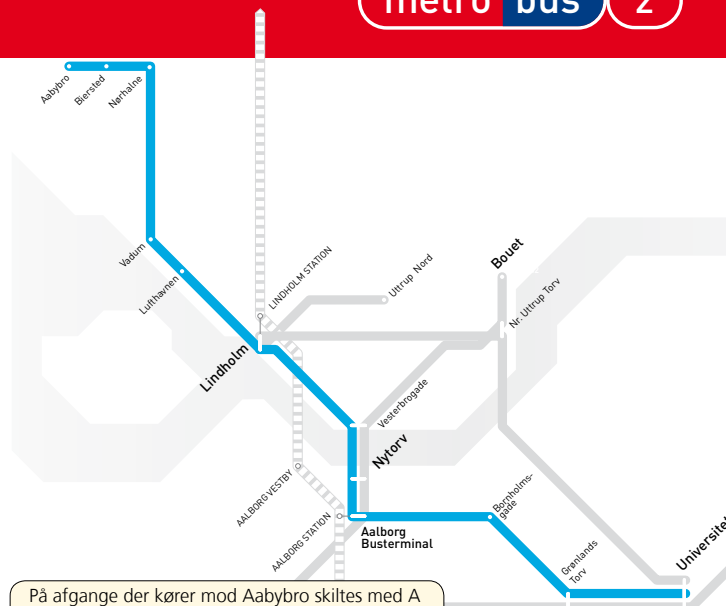 metro bus 2
Aabybro
Biersted
Nørhalne
Vadum
Lufthavnen
LINDHOLM STATION
Uttrup Nord
Bouet
Nr. Uttrup Torv
Lindholm
Vesterbrogade
Nytorv
AALBORG VESTBY
AALBORG STATION
Aalborg
Busterminal
Bornholms-
gade
Grønlands
Torv
Universitet
På afgange der kører mod Aabybro skiltes med A